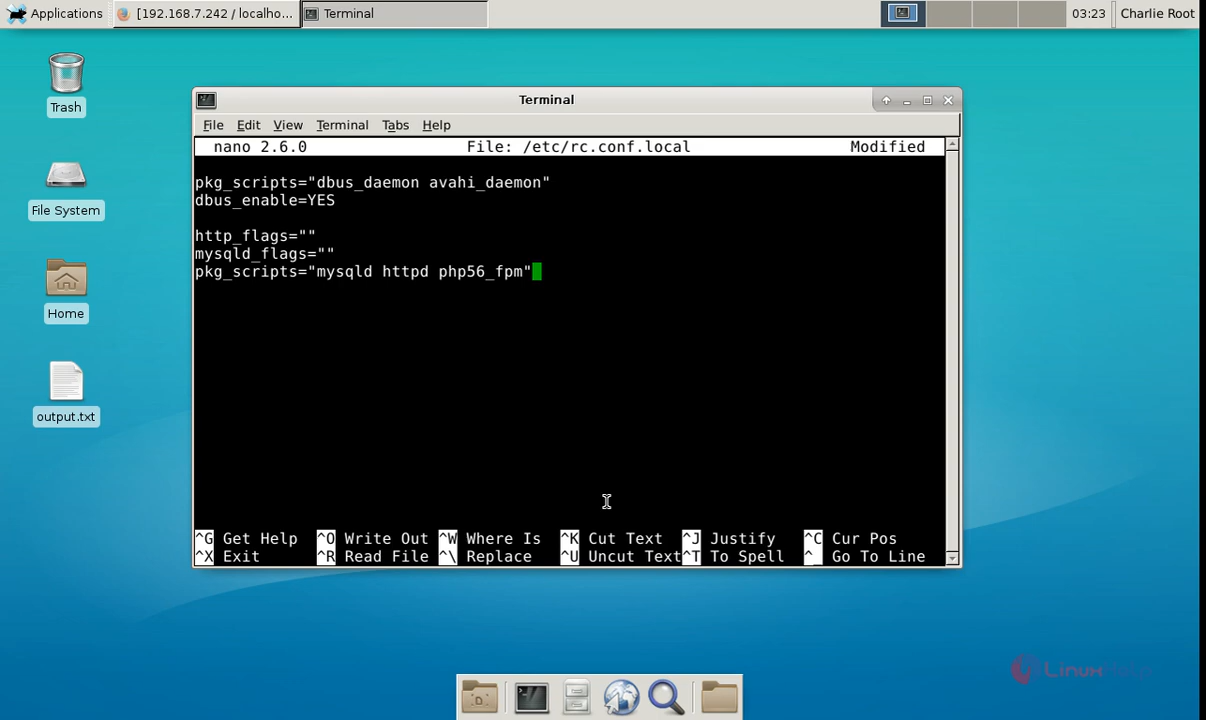 Applications
[192.168.7.242 / localho...
Terminal
03:23
Charlie Root
Trash
File System
Home
output.txt
Terminal
File Edit View Terminal Tabs Help
nano 2.6.0 File: /etc/rc.conf.local Modified
pkg_scripts="dbus_daemon avahi_daemon"
dbus_enable=YES
http_flags=""
mysqld_flags=""
pkg_scripts="mysqld httpd php56_fpm"
^G Get Help ^O Write Out ^W Where Is ^K Cut Text ^J Justify ^C Cur Pos
^X Exit ^R Read File ^\ Replace ^U Uncut Text ^T To Spell ^_ Go To Line
LinuxHelp